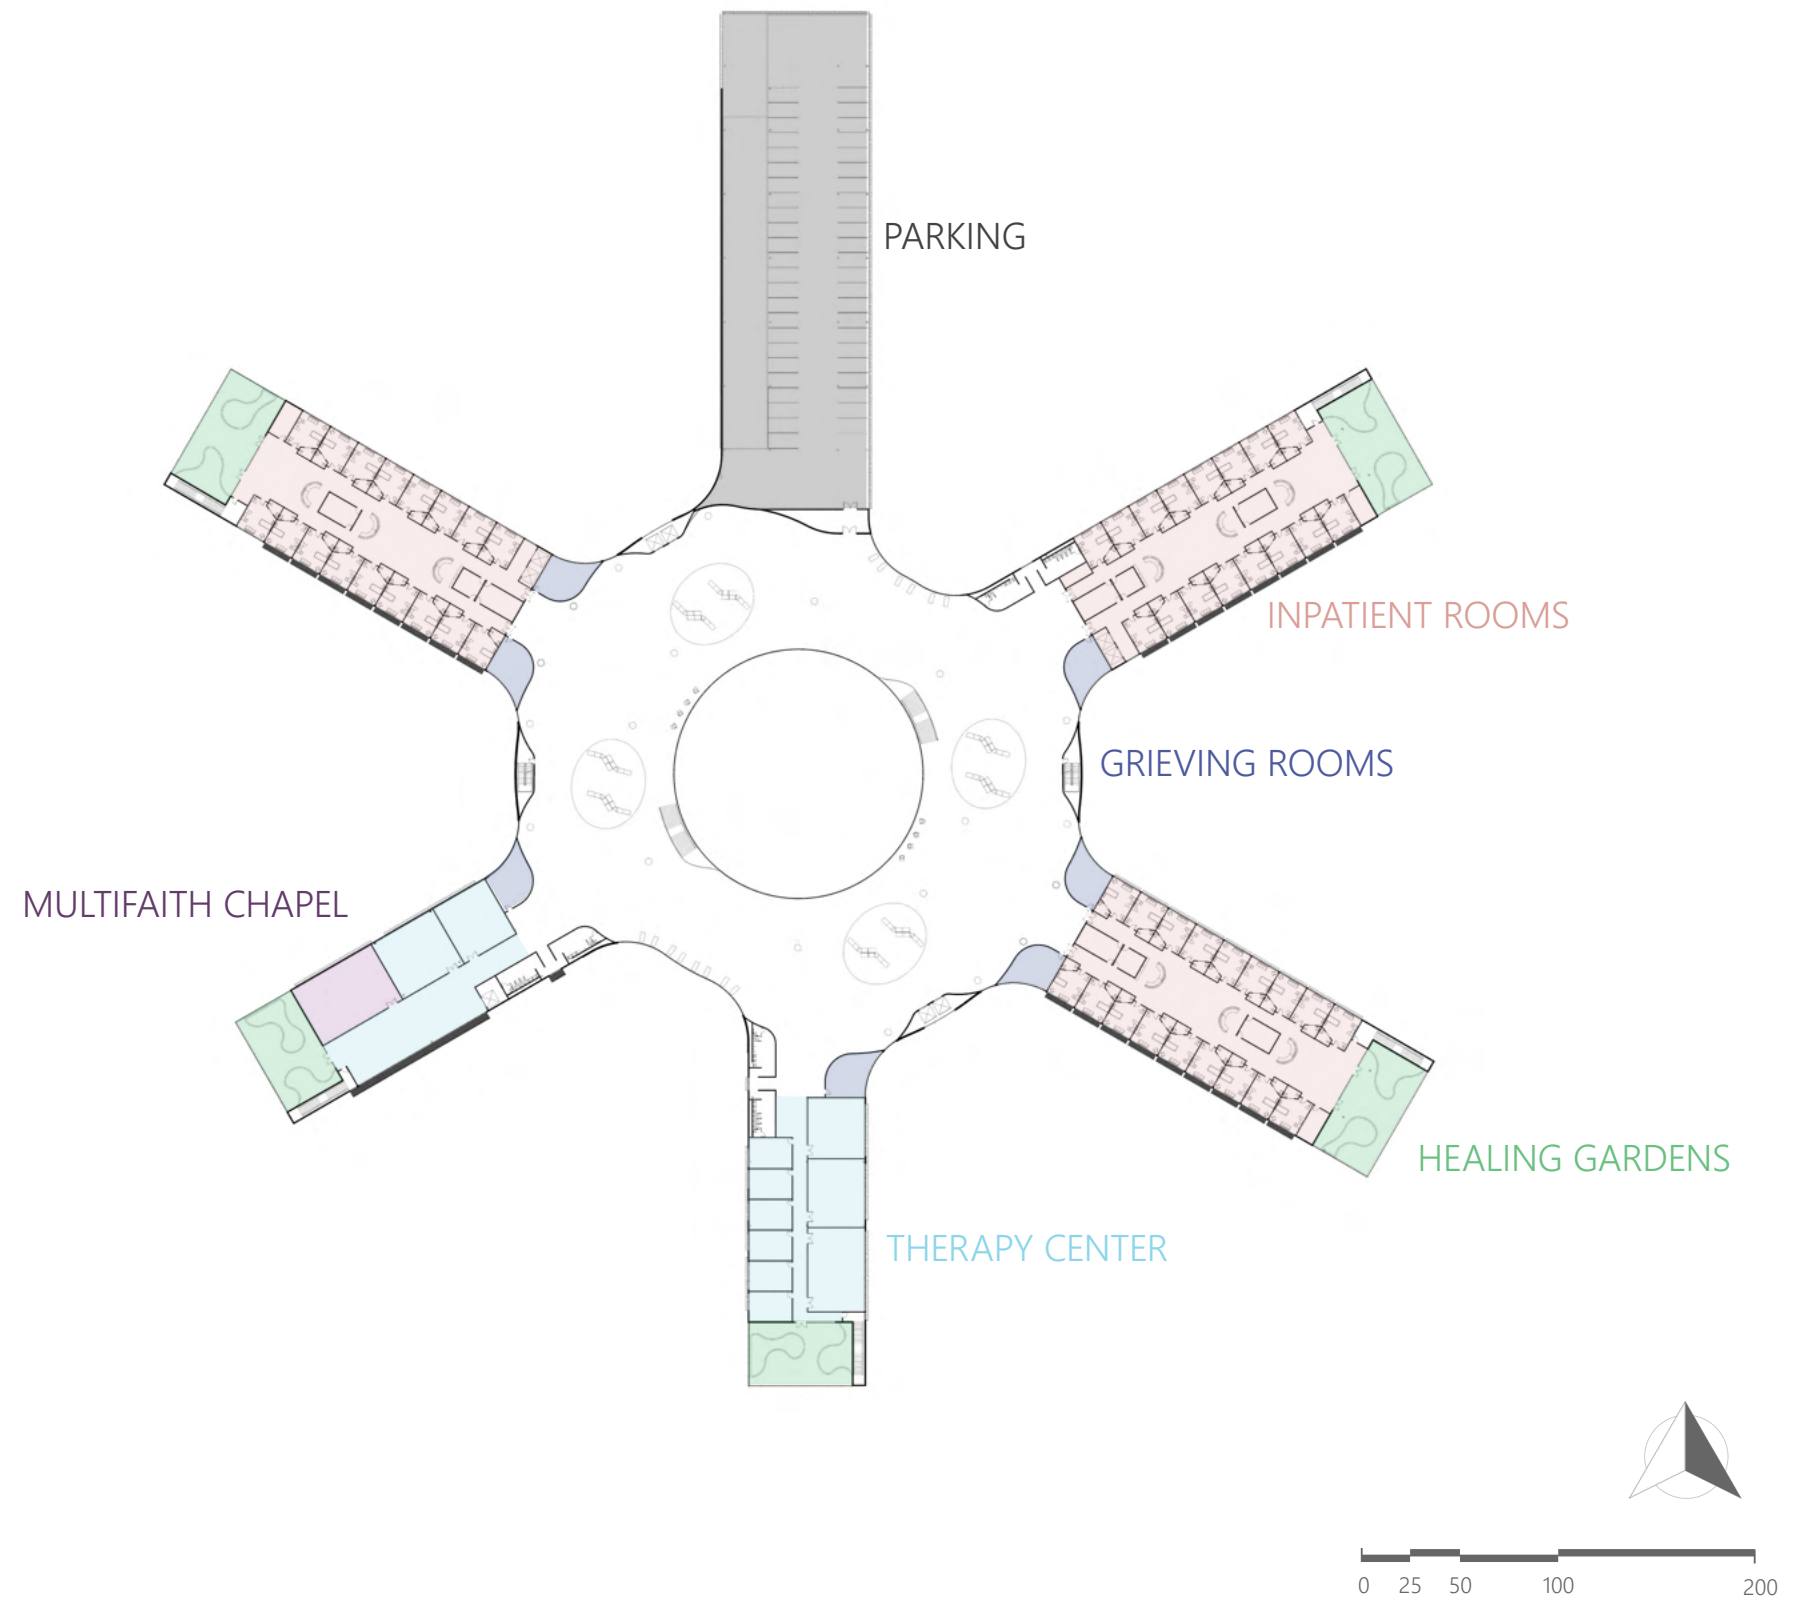 PARKING
INPATIENT ROOMS
GRIEVING ROOMS
MULTIFAITH CHAPEL
HEALING GARDENS
THERAPY CENTER
0 25 50 100 200